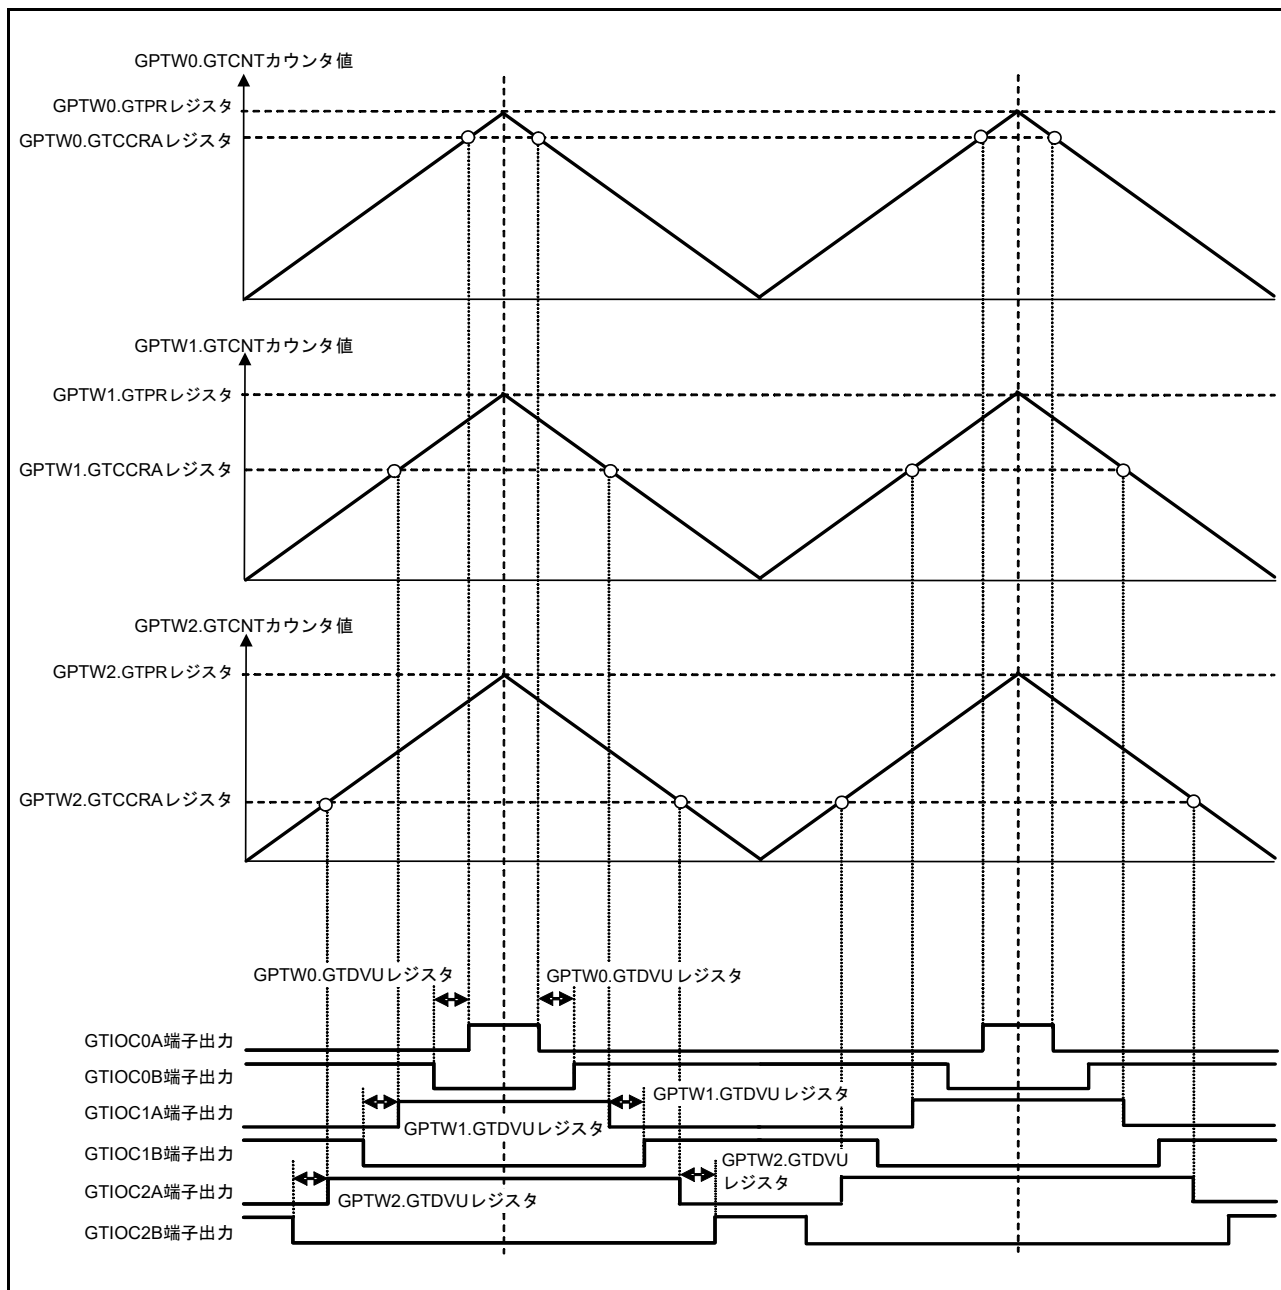 GPTW0.GTCNTカウンタ値
GPTW0.GTPRレジスタ
GPTW0.GTCCRAレジスタ
GPTW1.GTCNTカウンタ値
GPTW1.GTPRレジスタ
GPTW1.GTCCRAレジスタ
GPTW2.GTCNTカウンタ値
GPTW2.GTPRレジスタ
GPTW2.GTCCRAレジスタ
GPTW0.GTDVUレジスタ
GPTW0.GTDVUレジスタ
GTIOC0A端子出力
GTIOC0B端子出力
GPTW1.GTDVUレジスタ
GTIOC1A端子出力
GPTW1.GTDVUレジスタ
GTIOC1B端子出力
GPTW2.GTDVU
レジスタ
GTIOC2A端子出力
GPTW2.GTDVUレジスタ
GTIOC2B端子出力